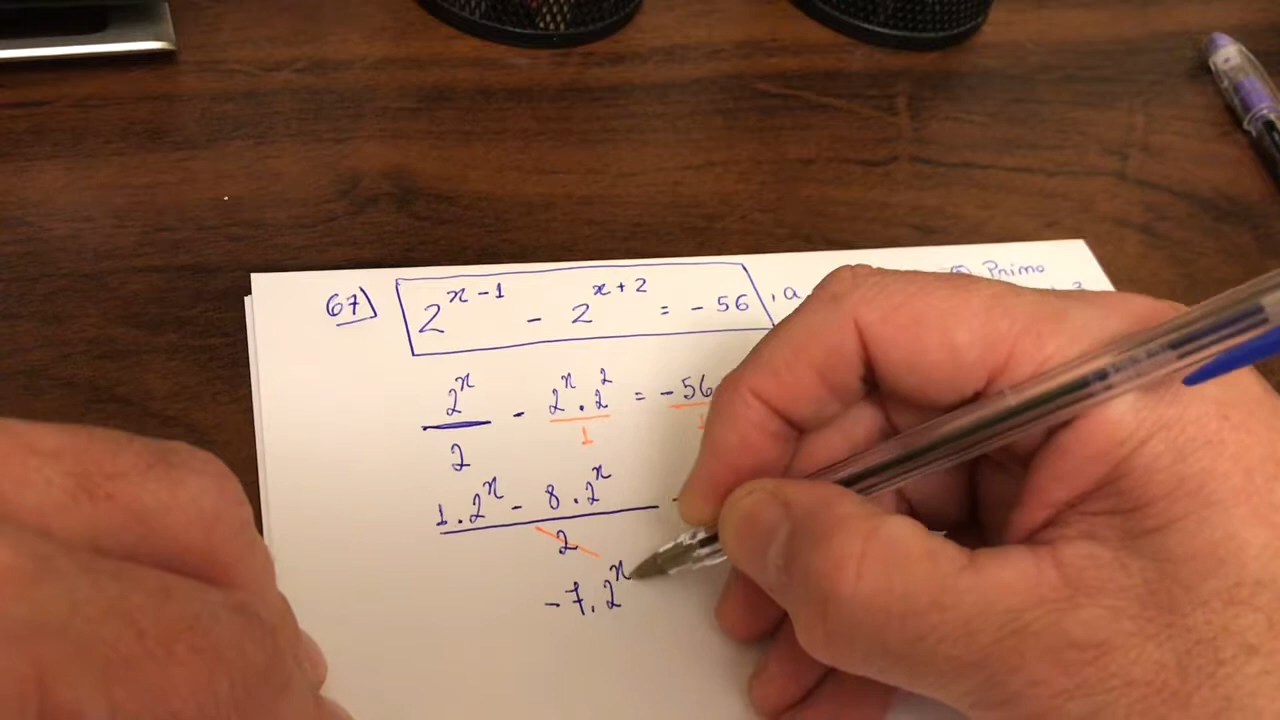 67) 2^(x-1) - 2^(x+2) = -56 , a
Primo
2^x/2 - 2^x . 2^2/1 = -56/1
1 . 2^x - 8 . 2^x / 2
-7 . 2^x